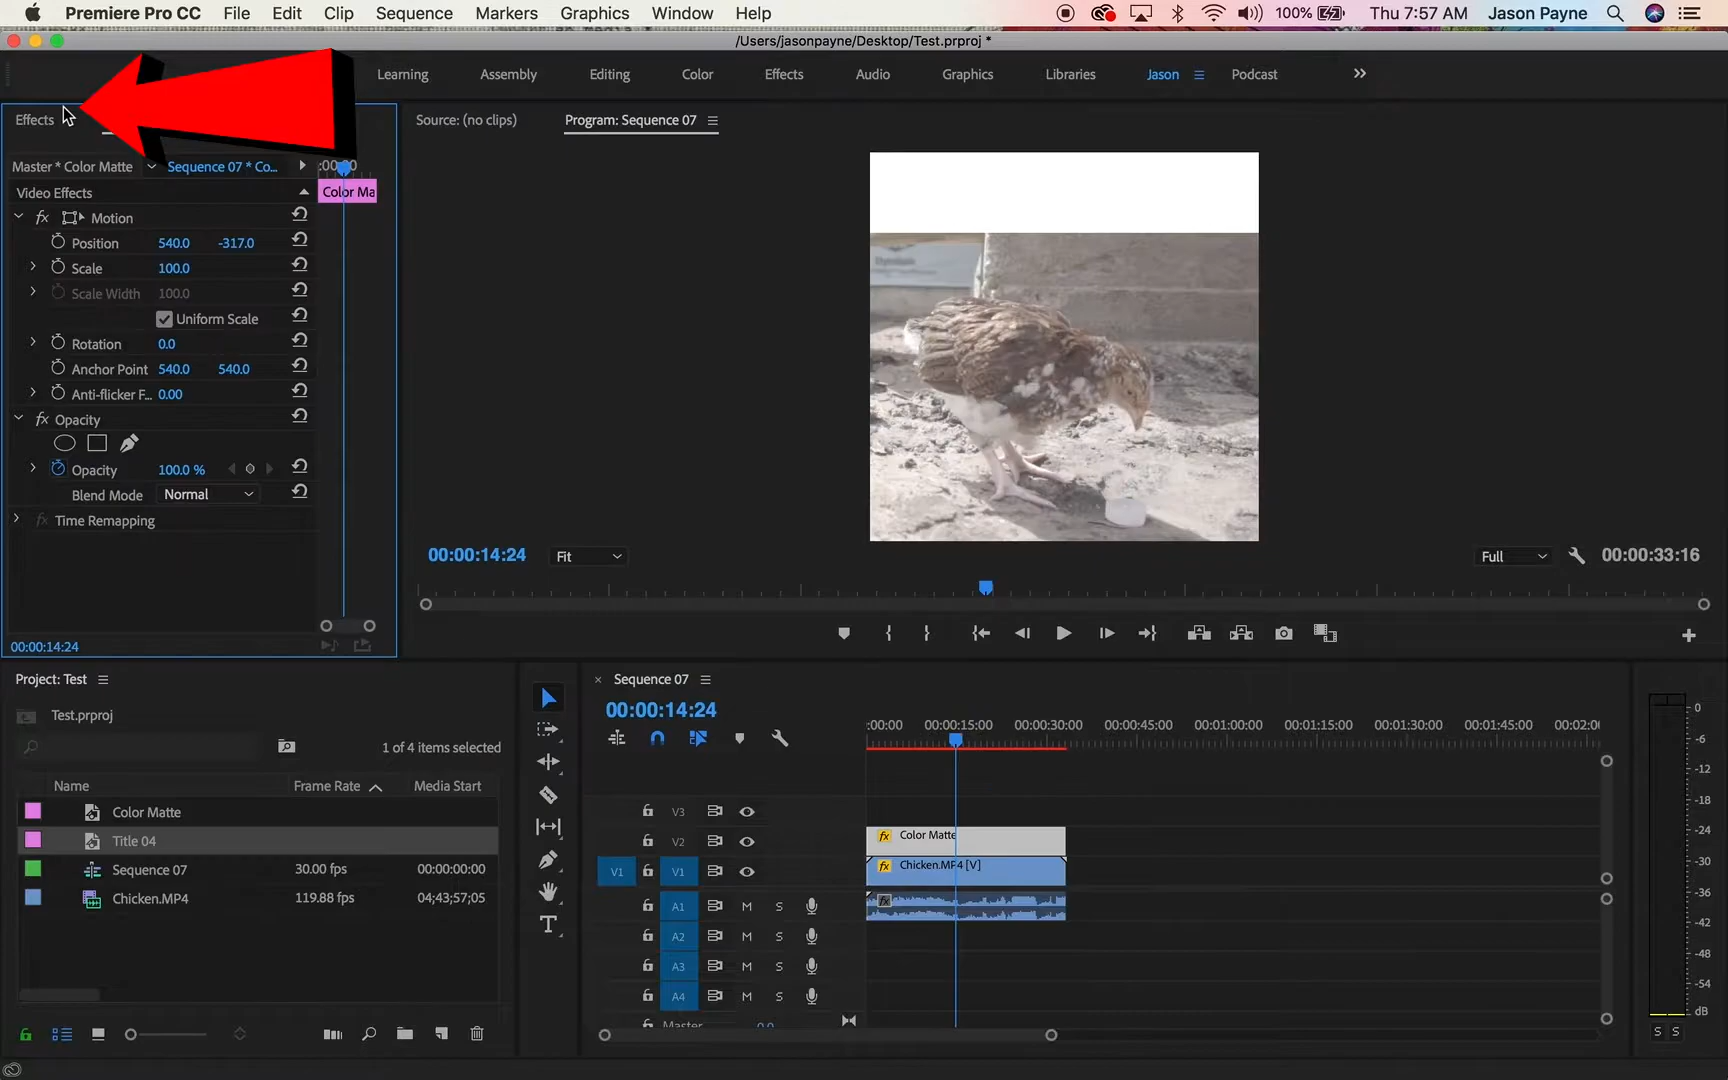 Premiere Pro CC File Edit Clip Sequence Markers Graphics Window Help 100% Thu 7:57 AM Jason Payne
/Users/jasonpayne/Desktop/Test.prproj *
Learning Assembly Editing Color Effects Audio Graphics Libraries Jason Podcast
Effects
Source: (no clips) Program: Sequence 07
Master * Color Matte Sequence 07 * Co... :00:00
Video Effects Color Ma
fx Motion
Position 540.0 -317.0
Scale 100.0
Scale Width 100.0
Uniform Scale
Rotation 0.0
Anchor Point 540.0 540.0
Anti-flicker F... 0.00
fx Opacity
Opacity 100.0 %
Blend Mode Normal
fx Time Remapping
00:00:14:24
00:00:14:24 Fit Full 00:00:33:16
Project: Test
Test.prproj
1 of 4 items selected
Name Frame Rate Media Start
Color Matte
Title 04
Sequence 07 30.00 fps 00:00:00:00
Chicken.MP4 119.88 fps 04;43;57;05
× Sequence 07
00:00:14:24
:00:00 00:00:15:00 00:00:30:00 00:00:45:00 00:01:00:00 00:01:15:00 00:01:30:00 00:01:45:00 00:02:0
V3
V2 fx Color Matte
V1 V1 fx Chicken.MP4 [V]
A1 M S fx
A2 M S
A3 M S
A4 M S
Master 0.0
0
-6
-12
-18
-24
-30
-36
-42
-48
-54
dB
S S